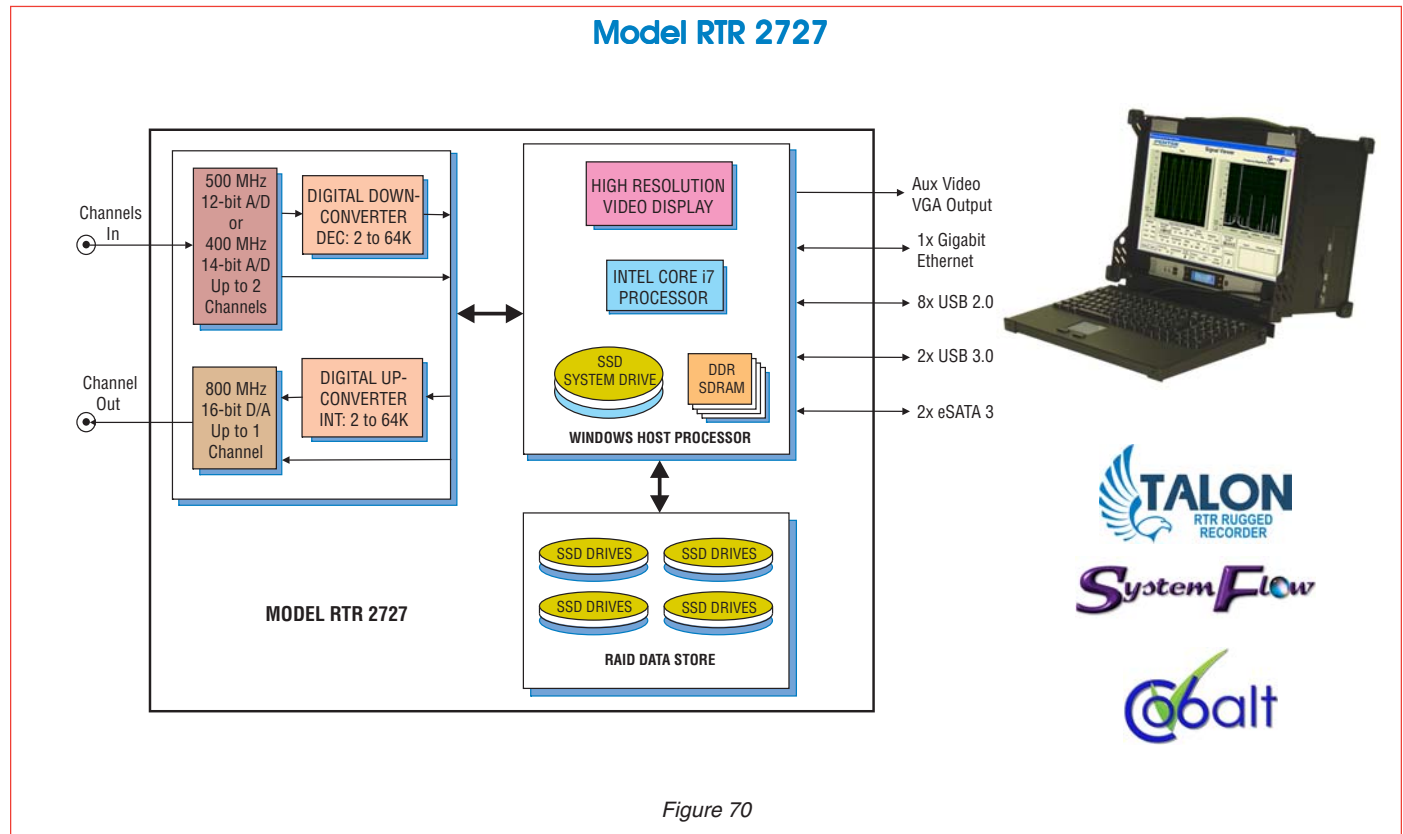 Model RTR 2727
Channels
In
500 MHz
12-bit A/D
or
400 MHz
14-bit A/D
Up to 2
Channels
DIGITAL DOWN-
CONVERTER
DEC: 2 to 64K
Channel
Out
800 MHz
16-bit D/A
Up to 1
Channel
DIGITAL UP-
CONVERTER
INT: 2 to 64K
MODEL RTR 2727
HIGH RESOLUTION
VIDEO DISPLAY
INTEL CORE i7
PROCESSOR
SSD
SYSTEM DRIVE
DDR
SDRAM
WINDOWS HOST PROCESSOR
SSD DRIVES
SSD DRIVES
SSD DRIVES
SSD DRIVES
RAID DATA STORE
Aux Video
VGA Output
1x Gigabit
Ethernet
8x USB 2.0
2x USB 3.0
2x eSATA 3
PENTEK
Signal Viewer
SystemFlow
TALON
RTR RUGGED
RECORDER
SystemFlow
Cobalt
Figure 70